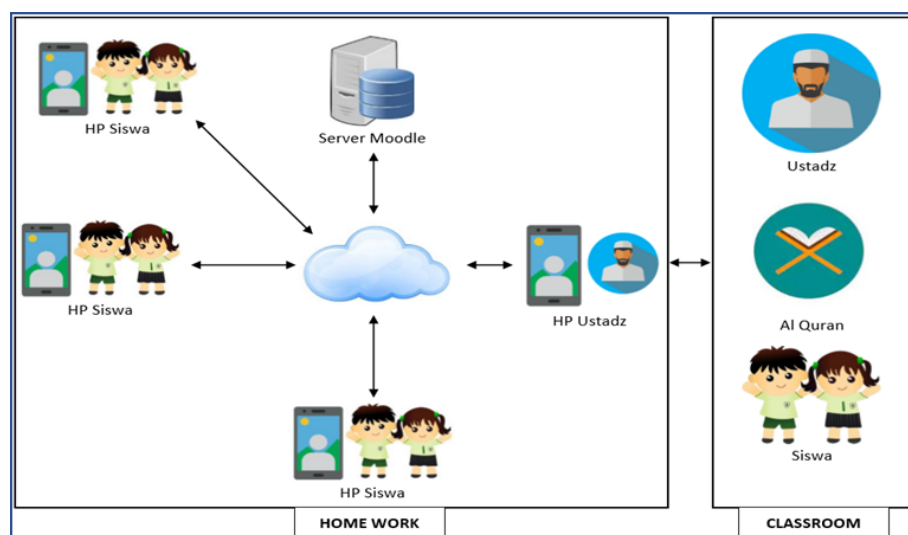 HP Siswa
Server Moodle
Ustadz
HP Siswa
HP Ustadz
Al Quran
HP Siswa
Siswa
HOME WORK
CLASSROOM